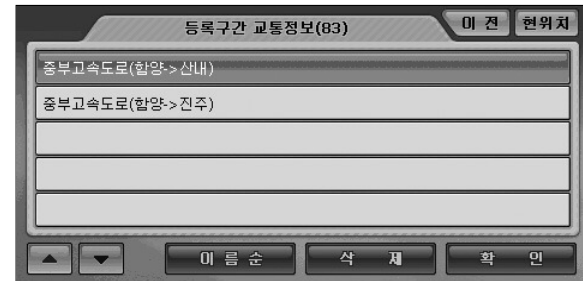 등록구간 교통정보(83)
이 전
현위치
중부고속도로(함양->산내)
중부고속도로(함양->진주)
이 름 순
삭 제
확 인